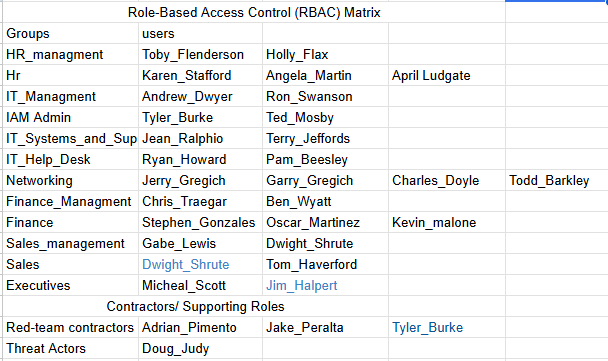 Role-Based Access Control (RBAC) Matrix
Groups users
HR_managment Toby_Flenderson Holly_Flax
Hr Karen_Stafford Angela_Martin April Ludgate
IT_Managment Andrew_Dwyer Ron_Swanson
IAM Admin Tyler_Burke Ted_Mosby
IT_Systems_and_Sup Jean_Ralphio Terry_Jeffords
IT_Help_Desk Ryan_Howard Pam_Beesley
Networking Jerry_Gregich Garry_Gregich Charles_Doyle Todd_Barkley
Finance_Managment Chris_Traegar Ben_Wyatt
Finance Stephen_Gonzales Oscar_Martinez Kevin_malone
Sales_management Gabe_Lewis Dwight_Shrute
Sales Dwight_Shrute Tom_Haverford
Executives Micheal_Scott Jim_Halpert
Contractors/ Supporting Roles
Red-team contractors Adrian_Pimento Jake_Peralta Tyler_Burke
Threat Actors Doug_Judy